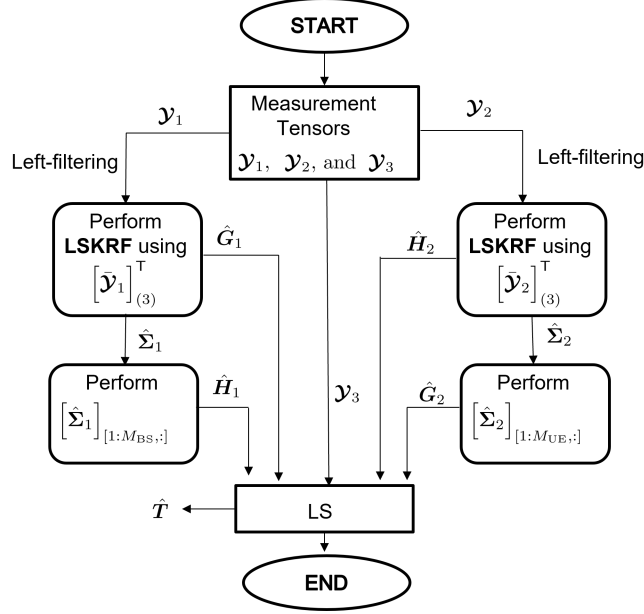 START
Measurement
Tensors
𝓨₁, 𝓨₂, and 𝓨₃
𝓨₁
𝓨₂
Left-filtering
Left-filtering
Perform
LSKRF using
[𝓨̄₁]ᵀ₍₃₎
Ĝ₁
Ĥ₂
Perform
LSKRF using
[𝓨̄₂]ᵀ₍₃₎
Σ̂₁
Σ̂₂
Perform
[Σ̂₁][1:M_BS,:]
Ĥ₁
𝓨₃
Ĝ₂
Perform
[Σ̂₂][1:M_UE,:]
T̂
LS
END